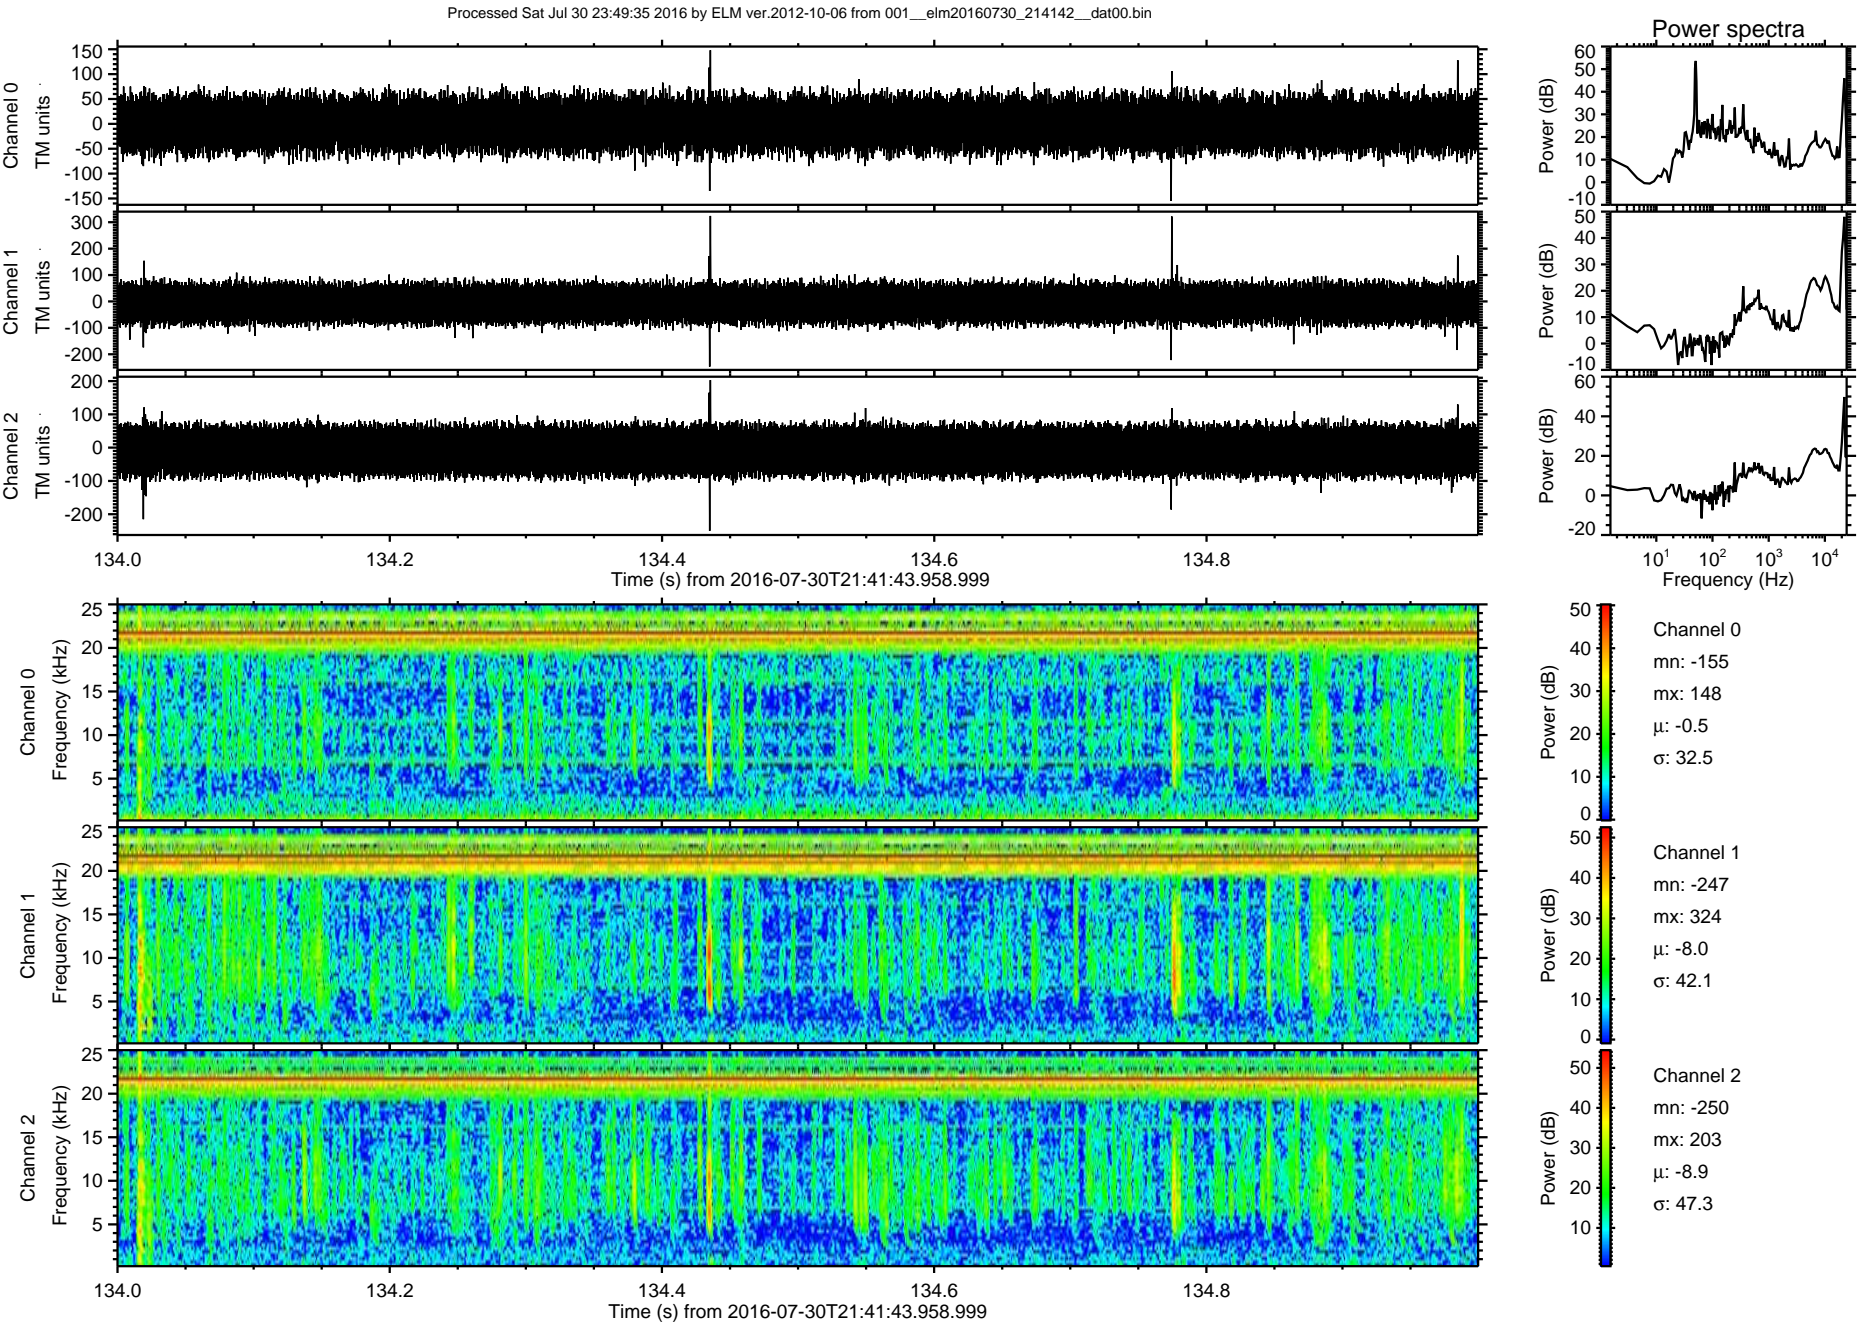 Processed Sat Jul 30 23:49:35 2016 by ELM ver.2012-10-06 from 001__elm20160730_214142__dat00.bin
Power spectra
Channel 0
TM units
150
100
50
0
-50
-100
-150
Power (dB)
60
50
40
30
20
10
0
-10
Channel 1
TM units
300
200
100
0
-100
-200
Power (dB)
50
40
30
20
10
0
-10
Channel 2
TM units
200
100
0
-100
-200
Power (dB)
60
40
20
0
-20
134.0 134.2 134.4 134.6 134.8
Time (s) from 2016-07-30T21:41:43.958.999
10¹ 10² 10³ 10⁴
Frequency (Hz)
Channel 0
Frequency (kHz)
25
20
15
10
5
Power (dB)
50
40
30
20
10
0
Channel 0
mn: -155
mx: 148
μ: -0.5
σ: 32.5
Channel 1
Frequency (kHz)
25
20
15
10
5
Power (dB)
50
40
30
20
10
0
Channel 1
mn: -247
mx: 324
μ: -8.0
σ: 42.1
Channel 2
Frequency (kHz)
25
20
15
10
5
Power (dB)
50
40
30
20
10
Channel 2
mn: -250
mx: 203
μ: -8.9
σ: 47.3
134.0 134.2 134.4 134.6 134.8
Time (s) from 2016-07-30T21:41:43.958.999